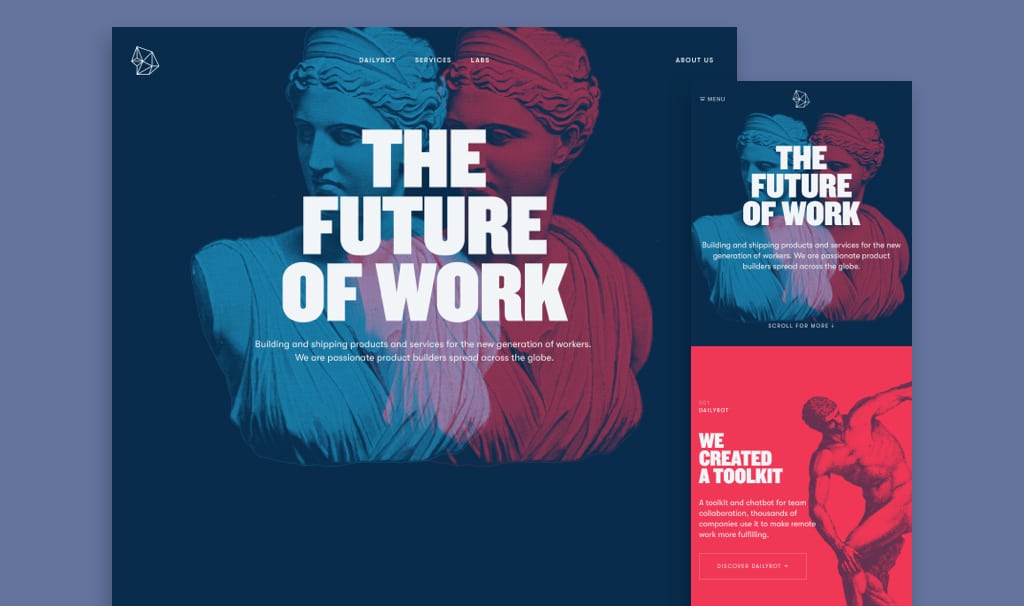 DAILYBOT SERVICES LABS ABOUT US
THE
FUTURE
OF WORK
Building and shipping products and services for the new generation of workers.
We are passionate product builders spread across the globe.
MENU
THE
FUTURE
OF WORK
Building and shipping products and services for the new
generation of workers. We are passionate product
builders spread across the globe.
SCROLL FOR MORE ↓
001
DAILYBOT
WE
CREATED
A TOOLKIT
A toolkit and chatbot for team
collaboration, thousands of
companies use it to make remote
work more fulfilling.
DISCOVER DAILYBOT →